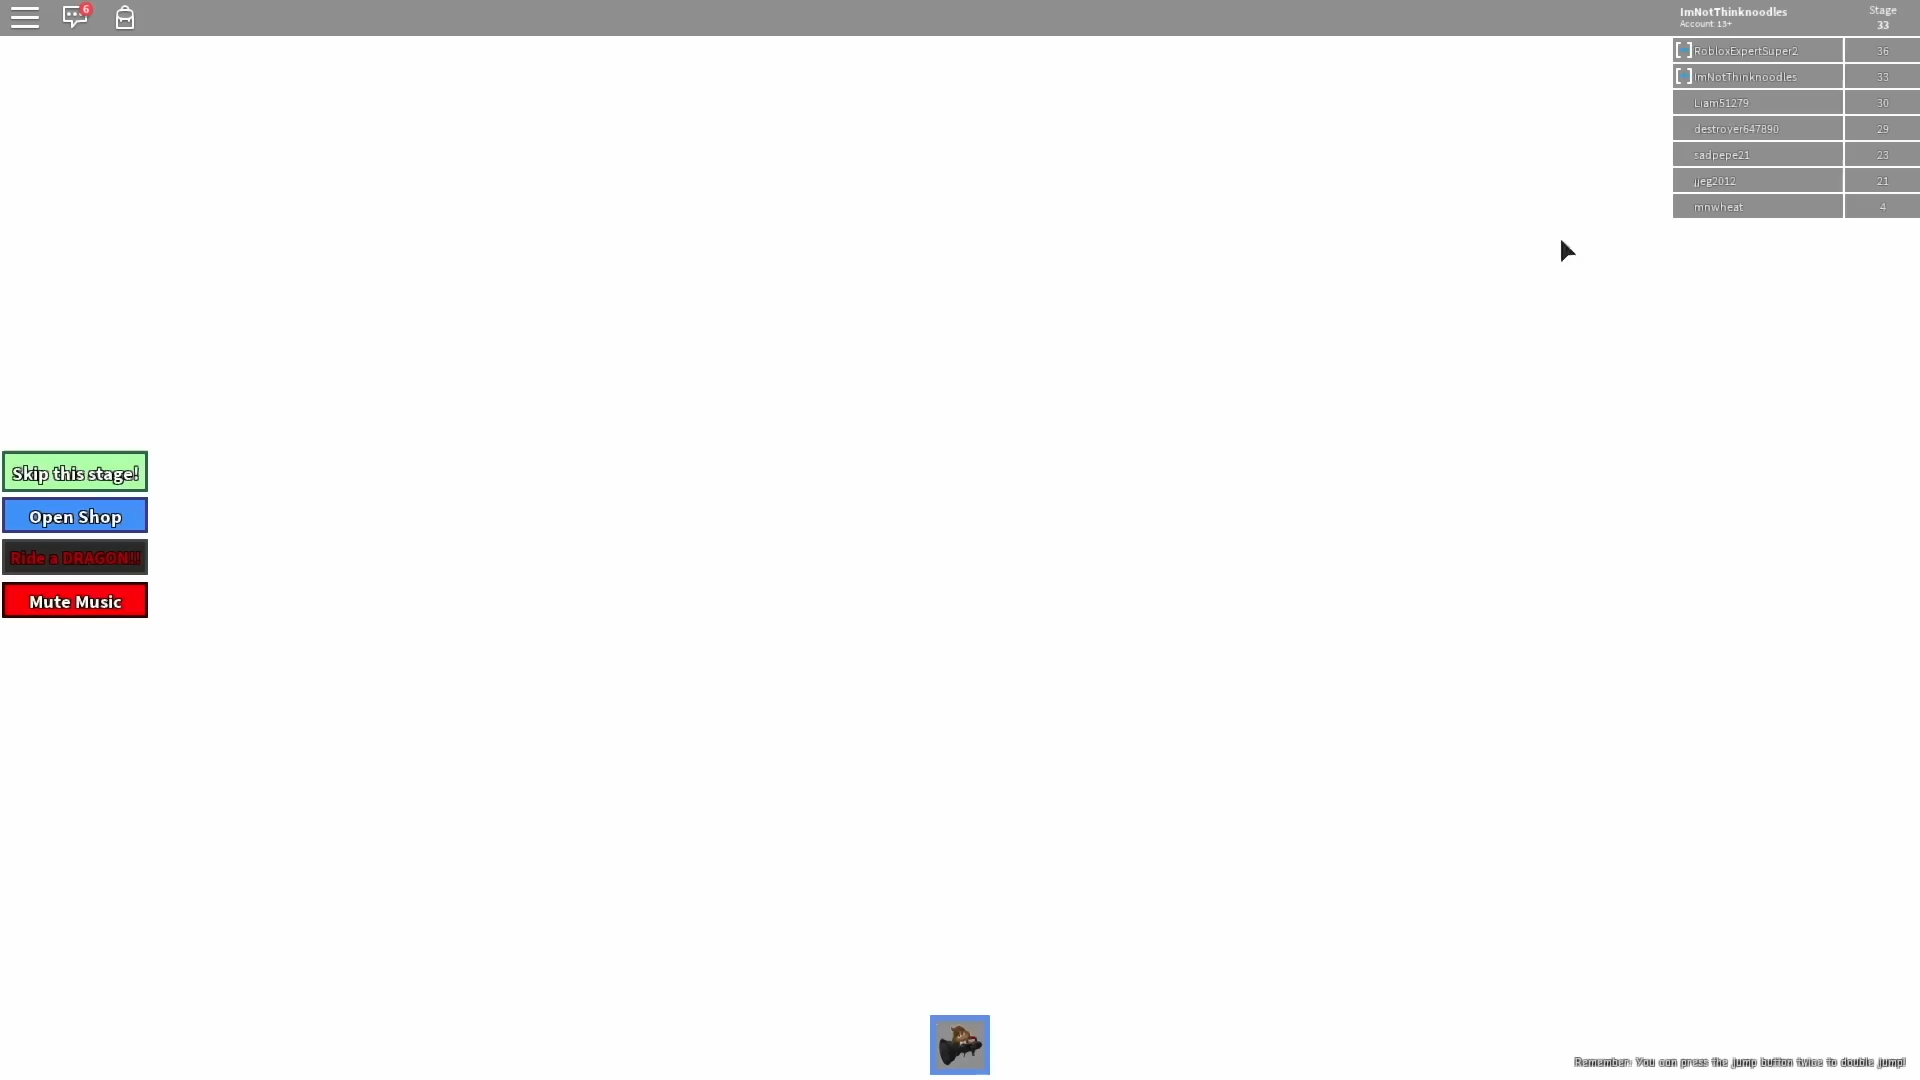 6
ImNotThinknoodles
Account 13+
Stage
33
RobloxExpertSuper2 36
ImNotThinknoodles 33
Liam51279 30
destroyer647890 29
sadpepe21 23
jjeg2012 21
mnwheat 4
Skip this stage!
Open Shop
Ride a DRAGON!!
Mute Music
Remember: You can press the jump button twice to double jump!